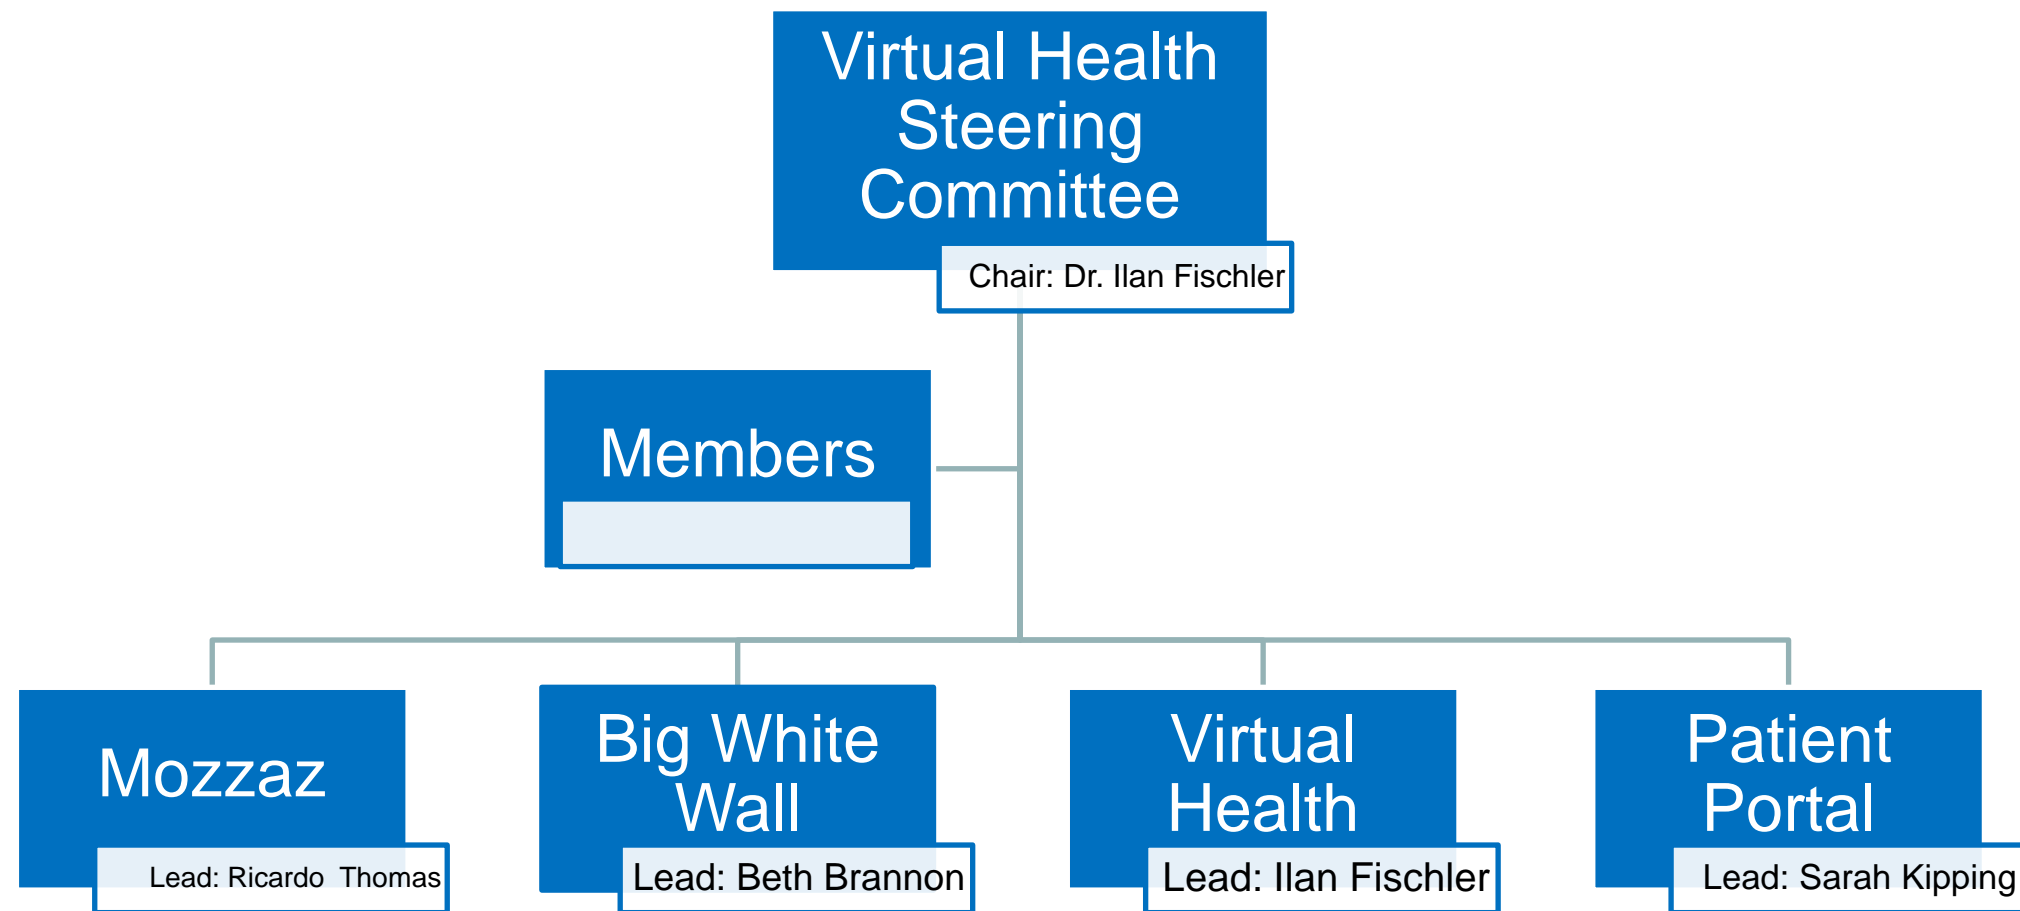 Virtual Health
Steering
Committee
Chair: Dr. Ilan Fischler
Members
Mozzaz
Lead: Ricardo  Thomas
Big White
Wall
Lead: Beth Brannon
Virtual
Health
Lead: Ilan Fischler
Patient
Portal
Lead: Sarah Kipping